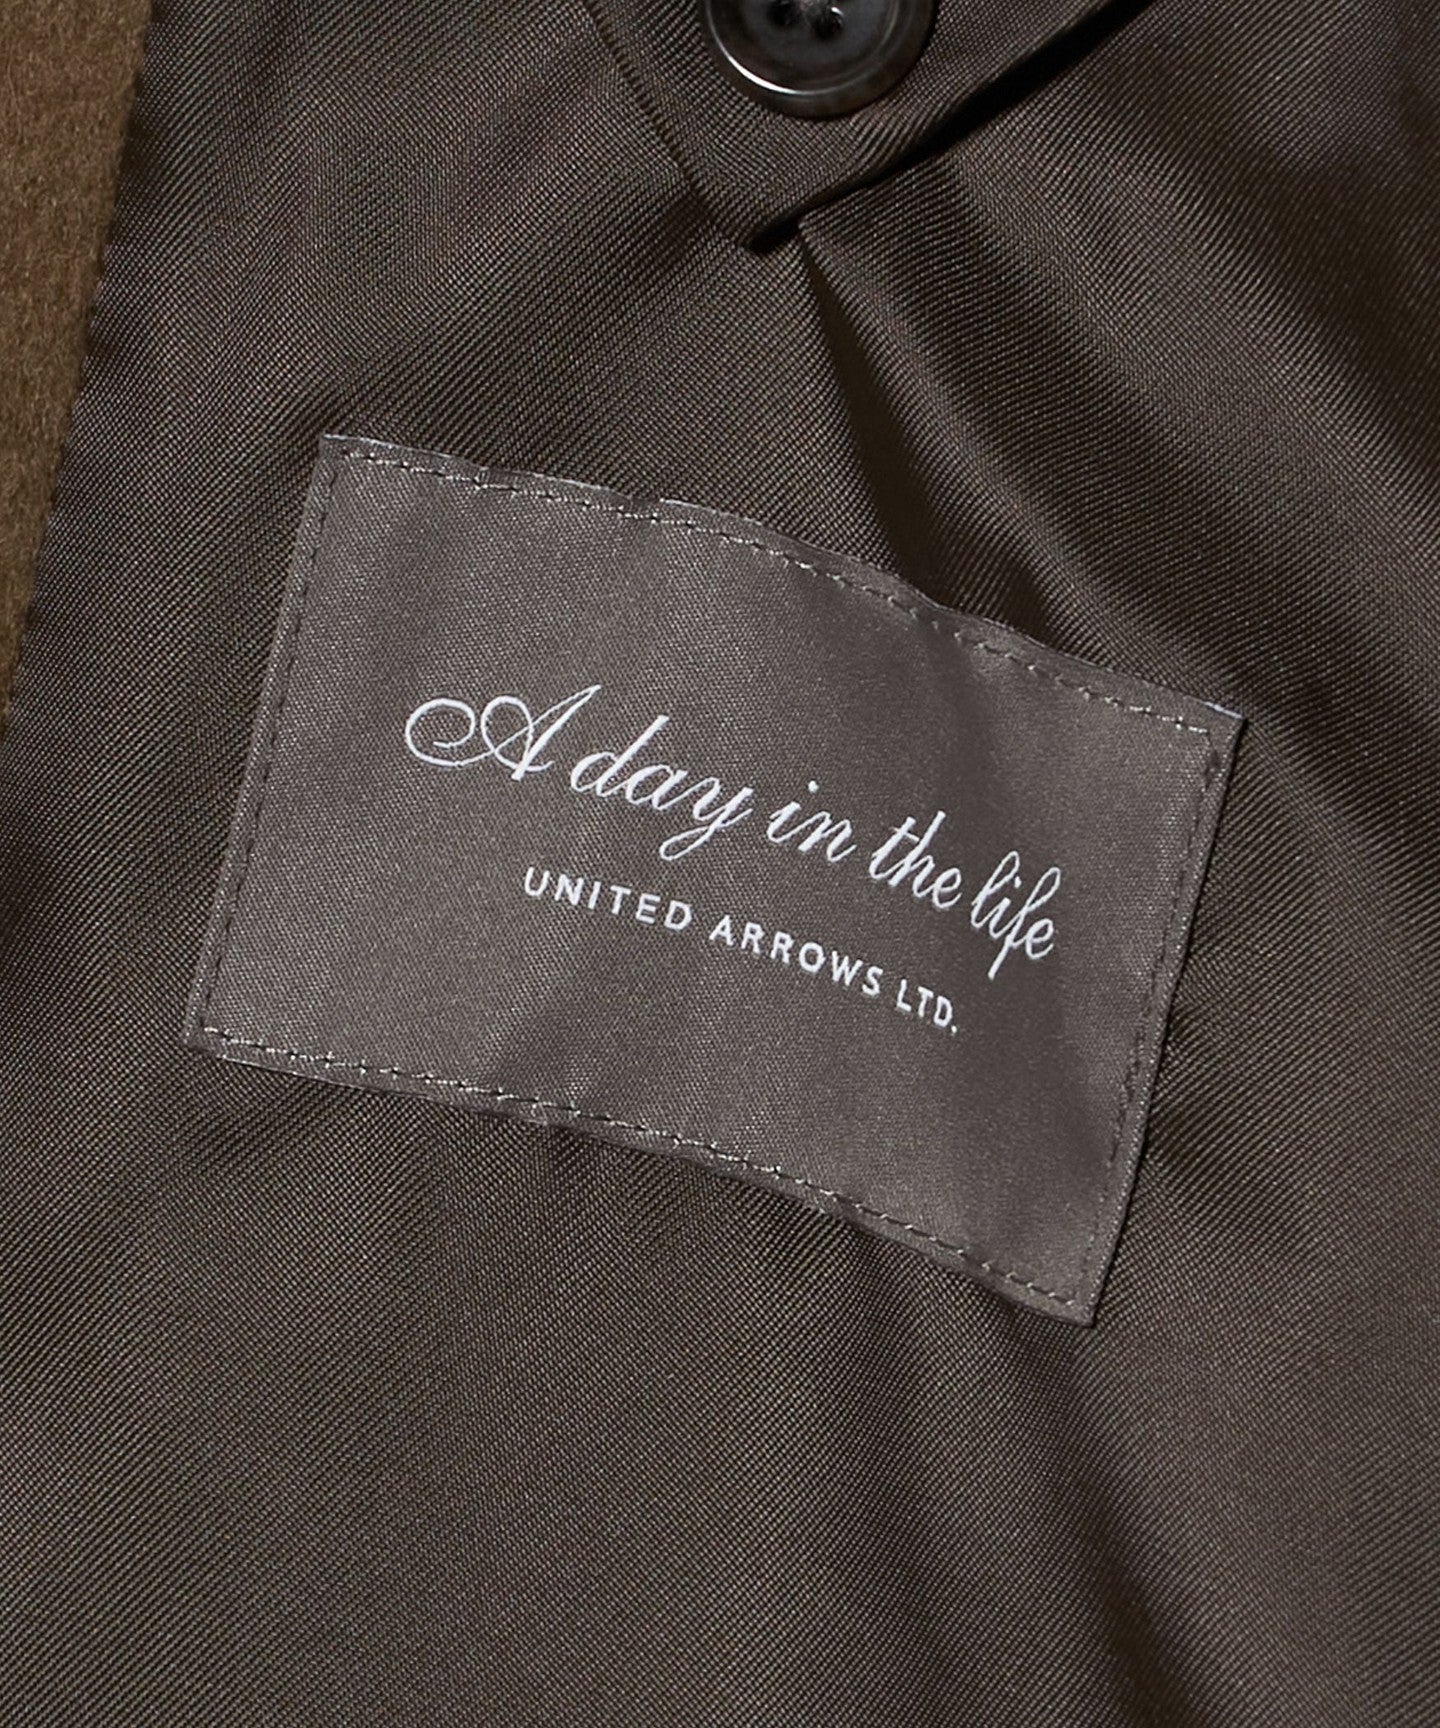 A day in the life
UNITED ARROWS LTD.